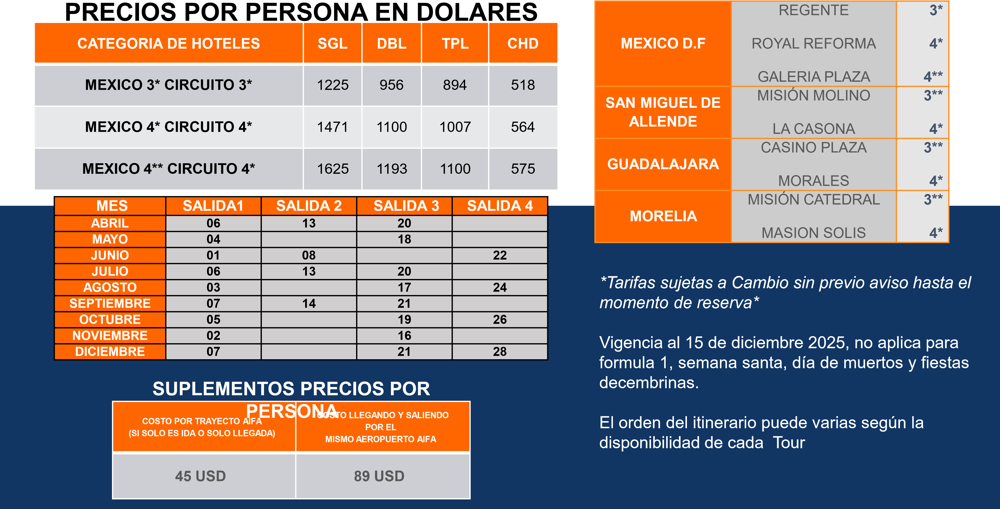 PRECIOS POR PERSONA EN DOLARES
CATEGORIA DE HOTELES SGL DBL TPL CHD
MEXICO 3* CIRCUITO 3* 1225 956 894 518
MEXICO 4* CIRCUITO 4* 1471 1100 1007 564
MEXICO 4** CIRCUITO 4* 1625 1193 1100 575
MES SALIDA1 SALIDA 2 SALIDA 3 SALIDA 4
ABRIL 06 13 20
MAYO 04 18
JUNIO 01 08 22
JULIO 06 13 20
AGOSTO 03 17 24
SEPTIEMBRE 07 14 21
OCTUBRE 05 19 26
NOVIEMBRE 02 16
DICIEMBRE 07 21 28
SUPLEMENTOS PRECIOS POR
PERSONA
COSTO POR TRAYECTO AIFA
(SI SOLO ES IDA O SOLO LLEGADA)
COSTO LLEGANDO Y SALIENDO
POR EL
MISMO AEROPUERTO AIFA
45 USD 89 USD
MEXICO D.F
REGENTE 3*
ROYAL REFORMA 4*
GALERIA PLAZA 4**
SAN MIGUEL DE
ALLENDE
MISIÓN MOLINO 3**
LA CASONA 4*
GUADALAJARA
CASINO PLAZA 3**
MORALES 4*
MORELIA
MISIÓN CATEDRAL 3**
MASION SOLIS 4*
*Tarifas sujetas a Cambio sin previo aviso hasta el
momento de reserva*
Vigencia al 15 de diciembre 2025, no aplica para
formula 1, semana santa, día de muertos y fiestas
decembrinas.
El orden del itinerario puede varias según la
disponibilidad de cada  Tour